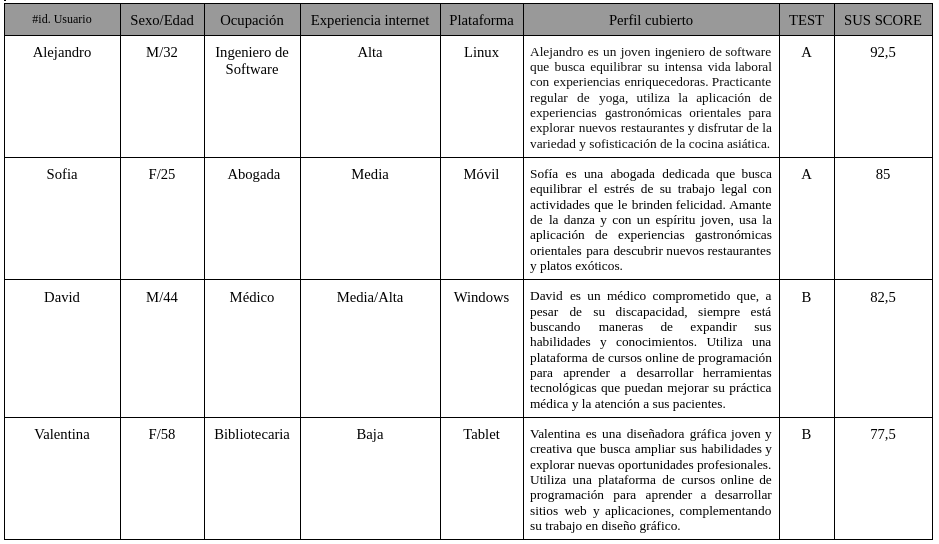 #id. Usuario Sexo/Edad Ocupación Experiencia internet Plataforma Perfil cubierto TEST SUS SCORE
Alejandro M/32 Ingeniero de Software Alta Linux
Alejandro es un joven ingeniero de software
que busca equilibrar su intensa vida laboral
con experiencias enriquecedoras. Practicante
regular de yoga, utiliza la aplicación de
experiencias gastronómicas orientales para
explorar nuevos restaurantes y disfrutar de la
variedad y sofisticación de la cocina asiática.
A 92,5
Sofia F/25 Abogada Media Móvil
Sofía es una abogada dedicada que busca
equilibrar el estrés de su trabajo legal con
actividades que le brinden felicidad. Amante
de la danza y con un espíritu joven, usa la
aplicación de experiencias gastronómicas
orientales para descubrir nuevos restaurantes
y platos exóticos.
A 85
David M/44 Médico Media/Alta Windows
David es un médico comprometido que, a
pesar de su discapacidad, siempre está
buscando maneras de expandir sus
habilidades y conocimientos. Utiliza una
plataforma de cursos online de programación
para aprender a desarrollar herramientas
tecnológicas que puedan mejorar su práctica
médica y la atención a sus pacientes.
B 82,5
Valentina F/58 Bibliotecaria Baja Tablet
Valentina es una diseñadora gráfica joven y
creativa que busca ampliar sus habilidades y
explorar nuevas oportunidades profesionales.
Utiliza una plataforma de cursos online de
programación para aprender a desarrollar
sitios web y aplicaciones, complementando
su trabajo en diseño gráfico.
B 77,5